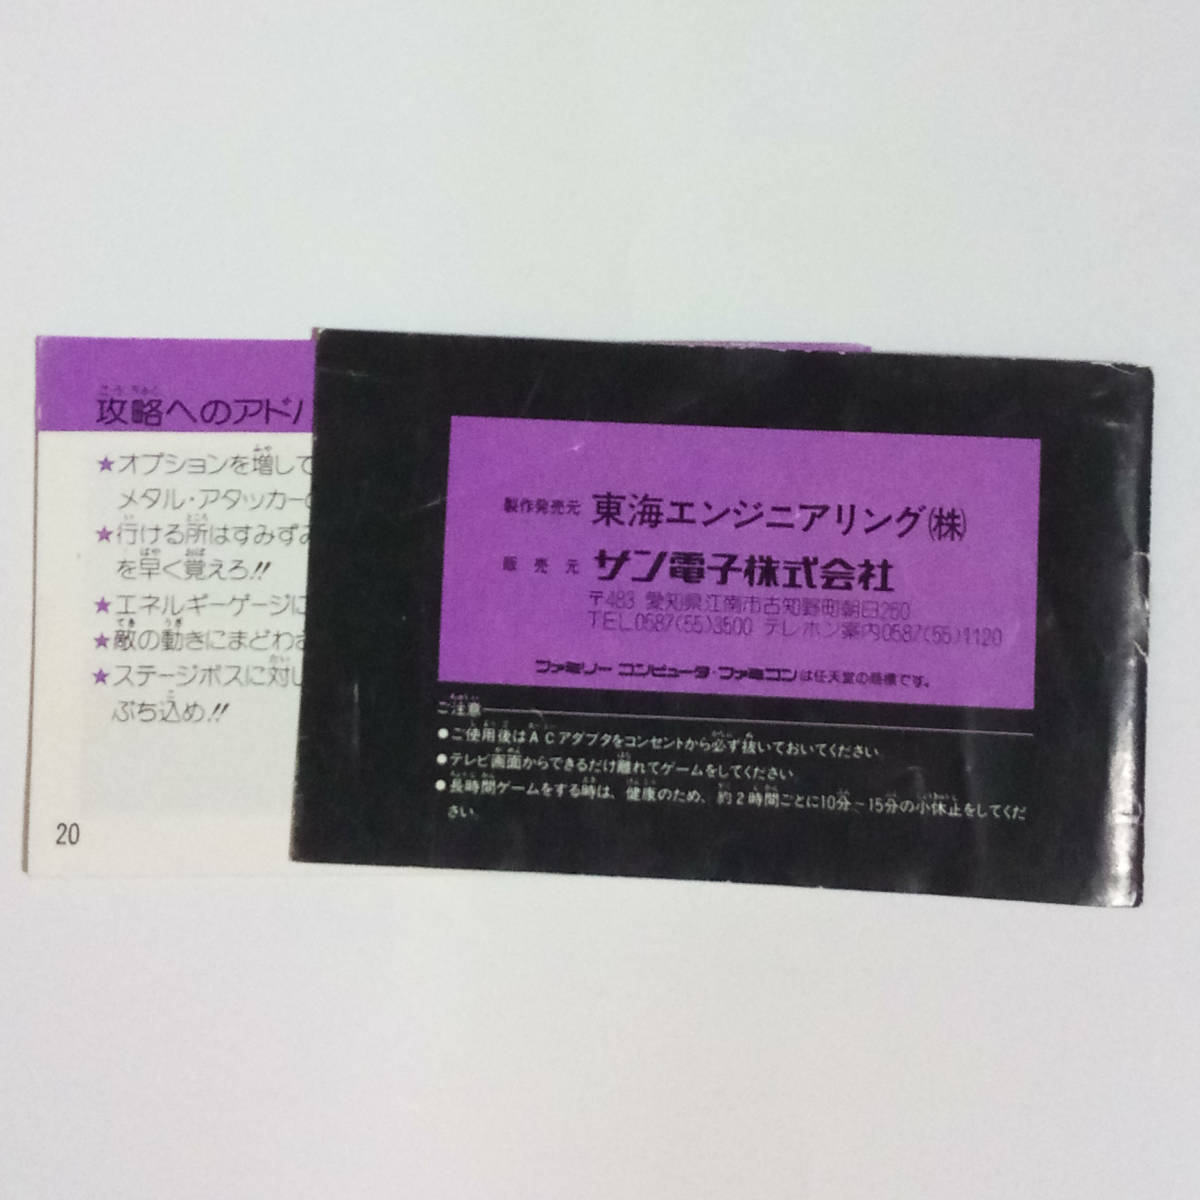 攻略へのアド
★オプションを増して
メタル・アタッカーの
★行ける所はすみずみ
を早く覚えろ!!
★エネルギーゲージに
★敵の動きにまどわさ
★ステージボスに対し
ぶち込め!!
20
製作発売元 東海エンジニアリング(株)
販売元 サン電子株式会社
〒483 愛知県江南市古知野町朝日250
TEL.0587(55)3500 テレホン案内0587(55)1120
ファミリーコンピュータ・ファミコンは任天堂の商標です。
ご注意
●ご使用後はACアダプタをコンセントから必ず抜いておいてください。
●テレビ画面からできるだけ離れてゲームをしてください。
●長時間ゲームをする時は、健康のため、約2時間ごとに10分~15分の小休止をしてくだ
さい。